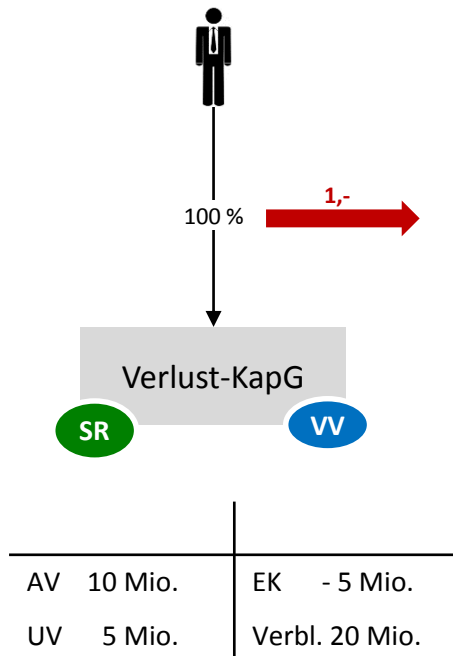 1,-
100 %
Verlust-KapG
SR
VV
AV 10 Mio. EK - 5 Mio.
UV 5 Mio. Verbl. 20 Mio.